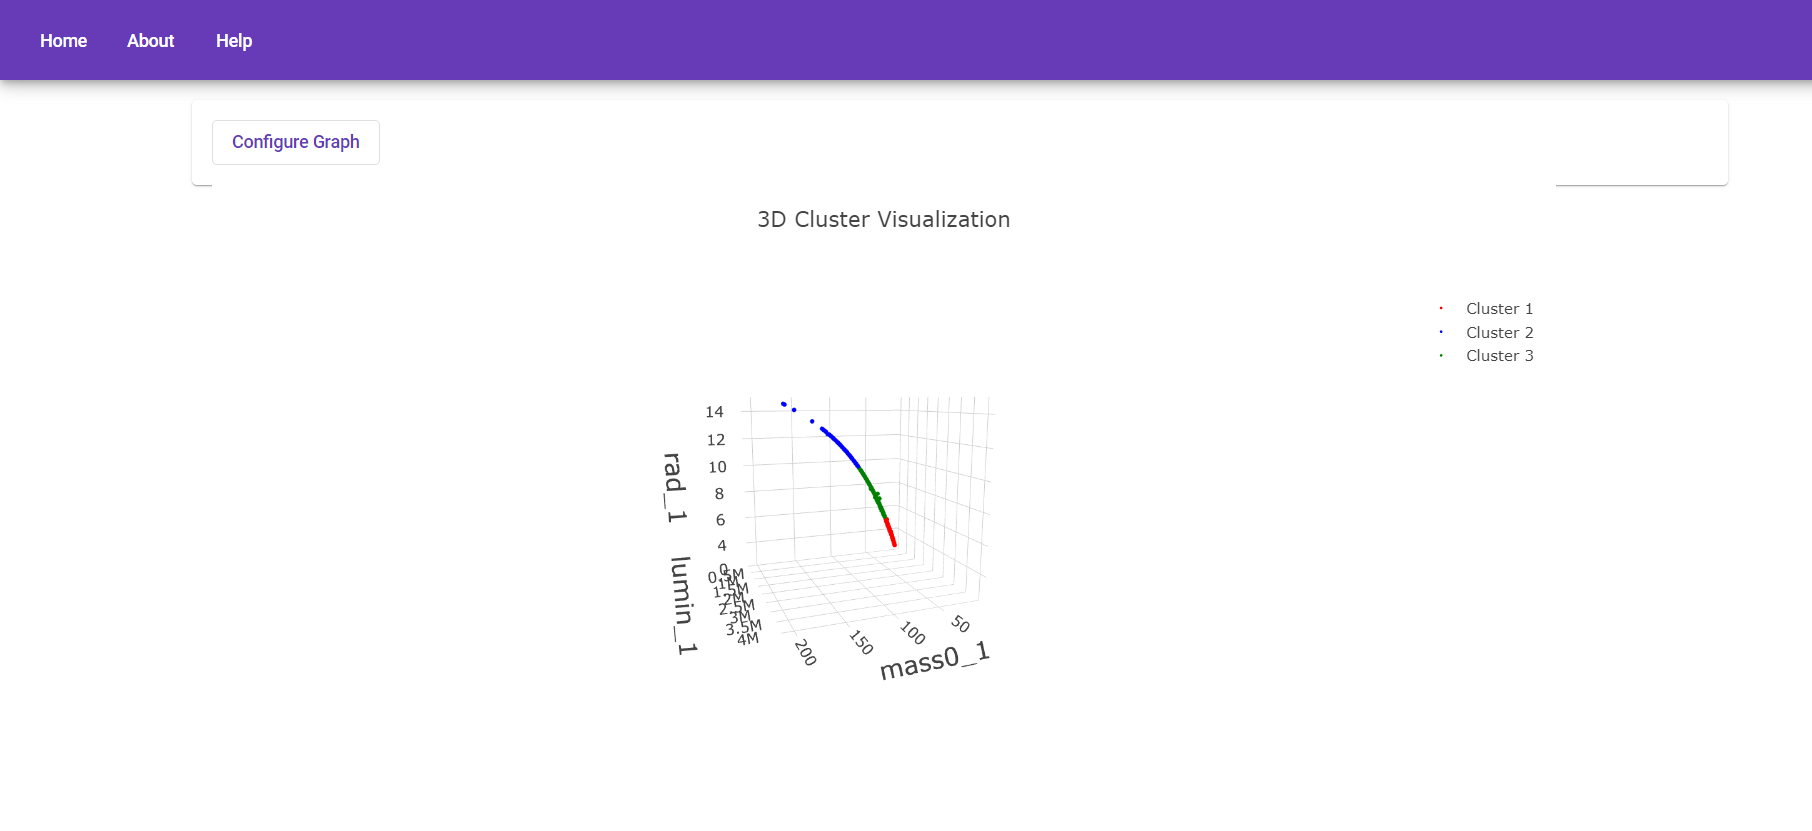 Home About Help
Configure Graph
3D Cluster Visualization
Cluster 1
Cluster 2
Cluster 3
14
12
10
8
6
4
rad_1
0
0.5M
1M
1.5M
2M
2.5M
3M
3.5M
4M
lumin_1
200
150
100
50
mass0_1